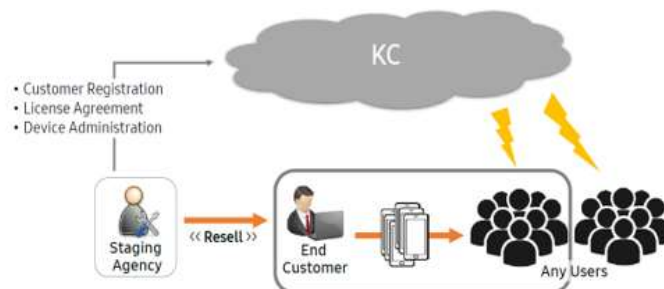 KC
• Customer Registration
• License Agreement
• Device Administration
Staging
Agency
<< Resell >>
End
Customer
Any Users